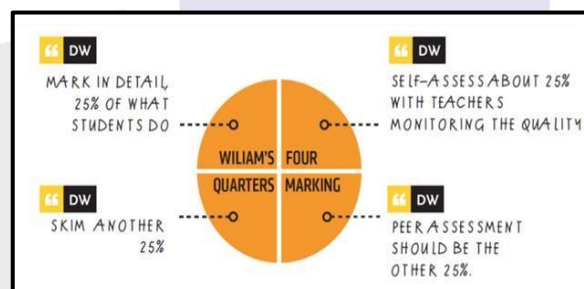 DW
MARK IN DETAIL,
25% OF WHAT
STUDENTS DO
DW
SELF-ASSESS ABOUT 25%
WITH TEACHERS
MONITORING THE QUALITY
WILIAM'S FOUR
QUARTERS MARKING
DW
SKIM ANOTHER
25%
DW
PEER ASSESSMENT
SHOULD BE THE
OTHER 25%.